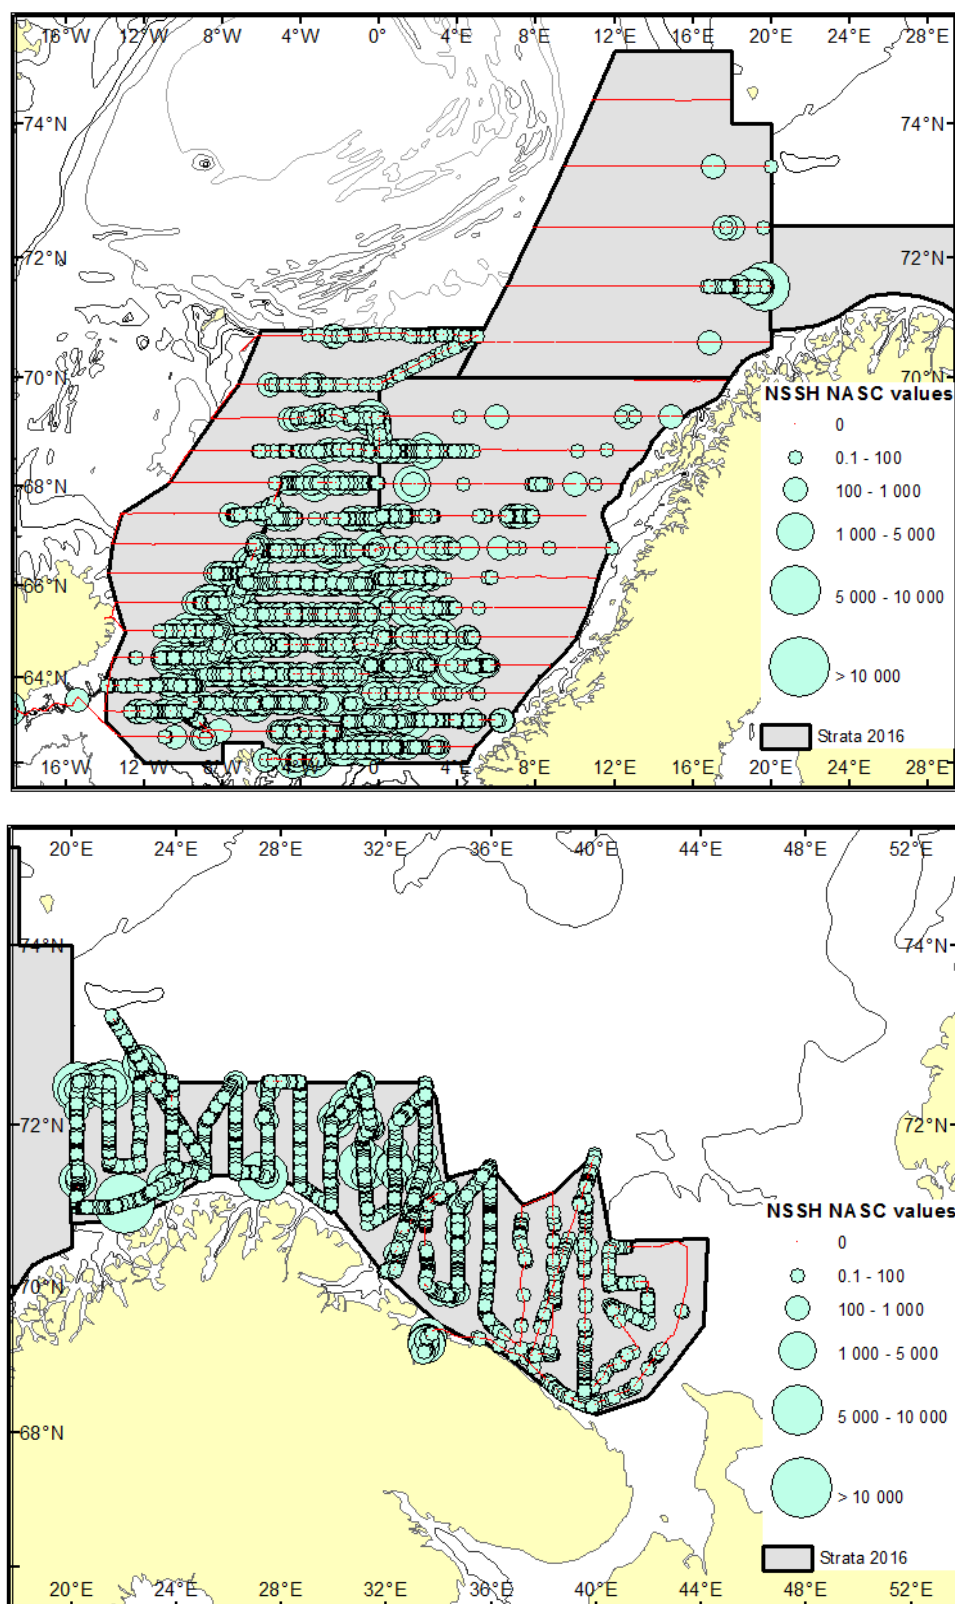 16°W 12°W 8°W 4°W 0° 4°E 8°E 12°E 16°E 20°E 24°E 28°E
74°N 74°N
72°N 72°N
70°N 70°N
NSSH NASC values
0
68°N 0.1 - 100
100 - 1 000
1 000 - 5 000
66°N
5 000 - 10 000
64°N
> 10 000
Strata 2016
16°W 12°W 8°W 4°W 0° 4°E 8°E 12°E 16°E 20°E 24°E 28°E
20°E 24°E 28°E 32°E 36°E 40°E 44°E 48°E 52°E
74°N 74°N
72°N 72°N
NSSH NASC values
0
70°N 0.1 - 100
100 - 1 000
1 000 - 5 000
68°N 5 000 - 10 000
> 10 000
Strata 2016
20°E 24°E 28°E 32°E 36°E 40°E 44°E 48°E 52°E